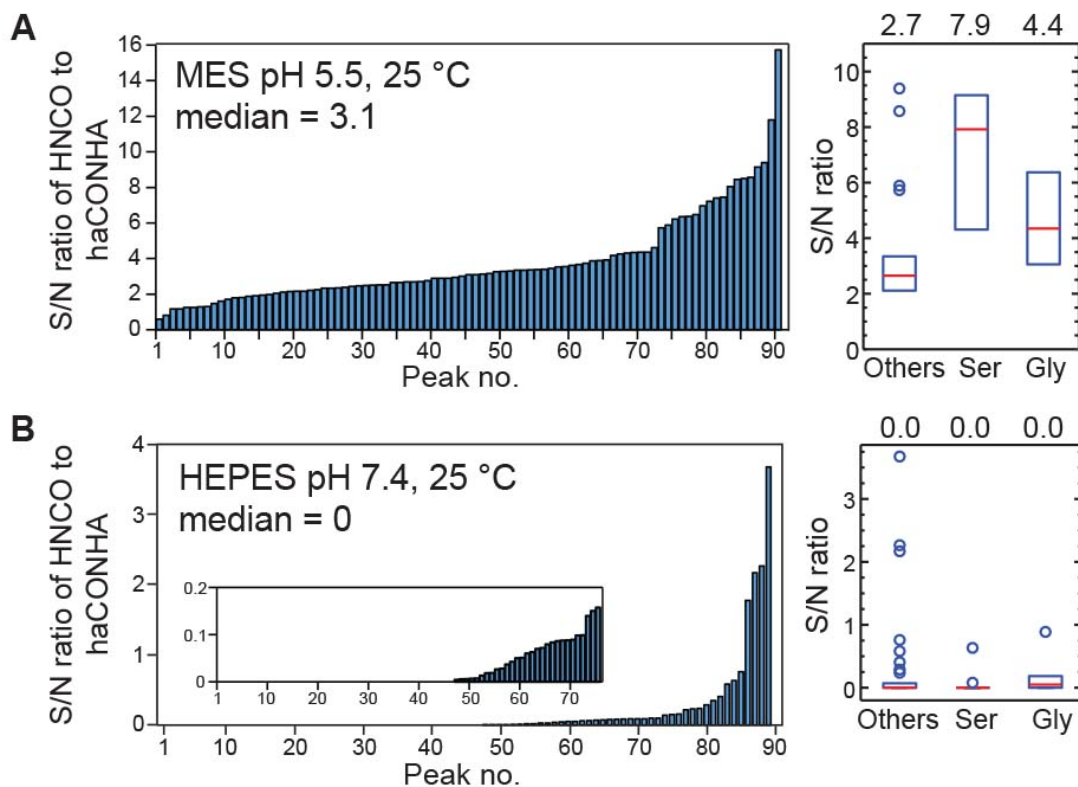 A
S/N ratio of HNCO to
haCONHA
16
14
12
10
8
6
4
2
0
MES pH 5.5, 25 °C
median = 3.1
1 10 20 30 40 50 60 70 80 90
Peak no.
2.7 7.9 4.4
S/N ratio
10
8
6
4
2
0
Others Ser Gly
B
S/N ratio of HNCO to
haCONHA
4
3
2
1
0
HEPES pH 7.4, 25 °C
median = 0
0.2
0.1
0
1 10 20 30 40 50 60 70
1 10 20 30 40 50 60 70 80 90
Peak no.
0.0 0.0 0.0
S/N ratio
3
2
1
0
Others Ser Gly